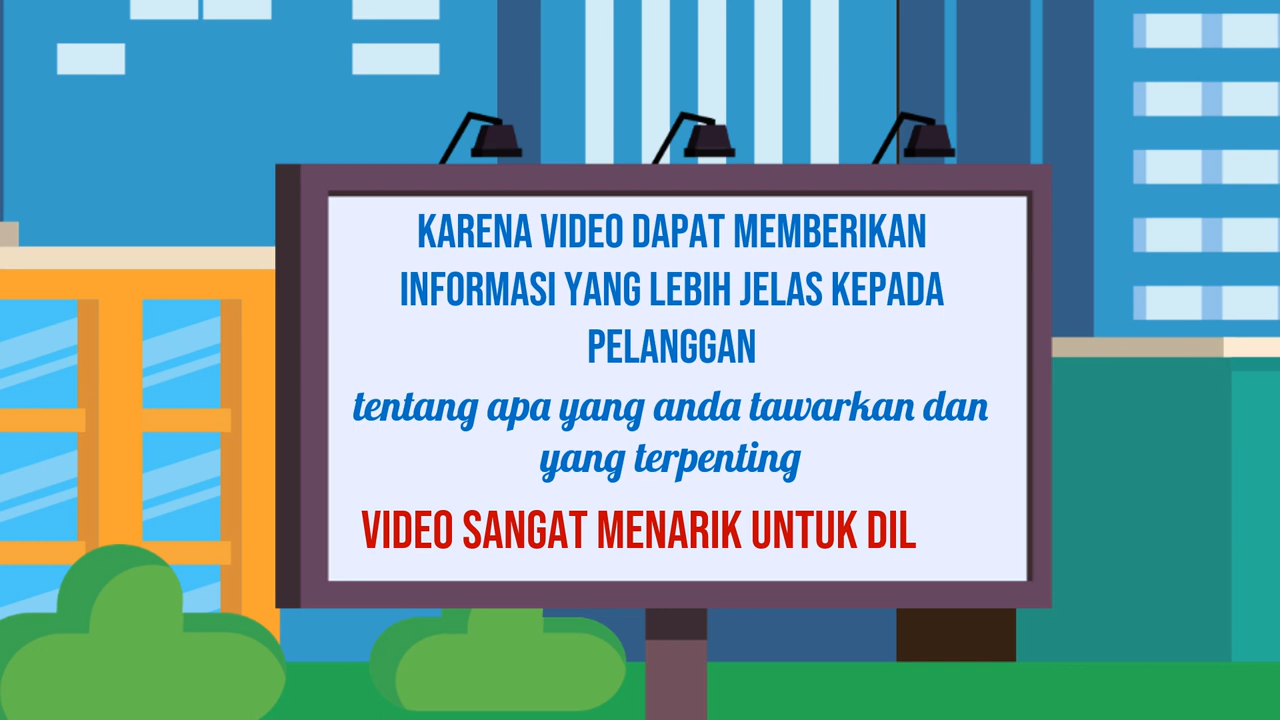 KARENA VIDEO DAPAT MEMBERIKAN
INFORMASI YANG LEBIH JELAS KEPADA
PELANGGAN
tentang apa yang anda tawarkan dan
yang terpenting
VIDEO SANGAT MENARIK UNTUK DIL